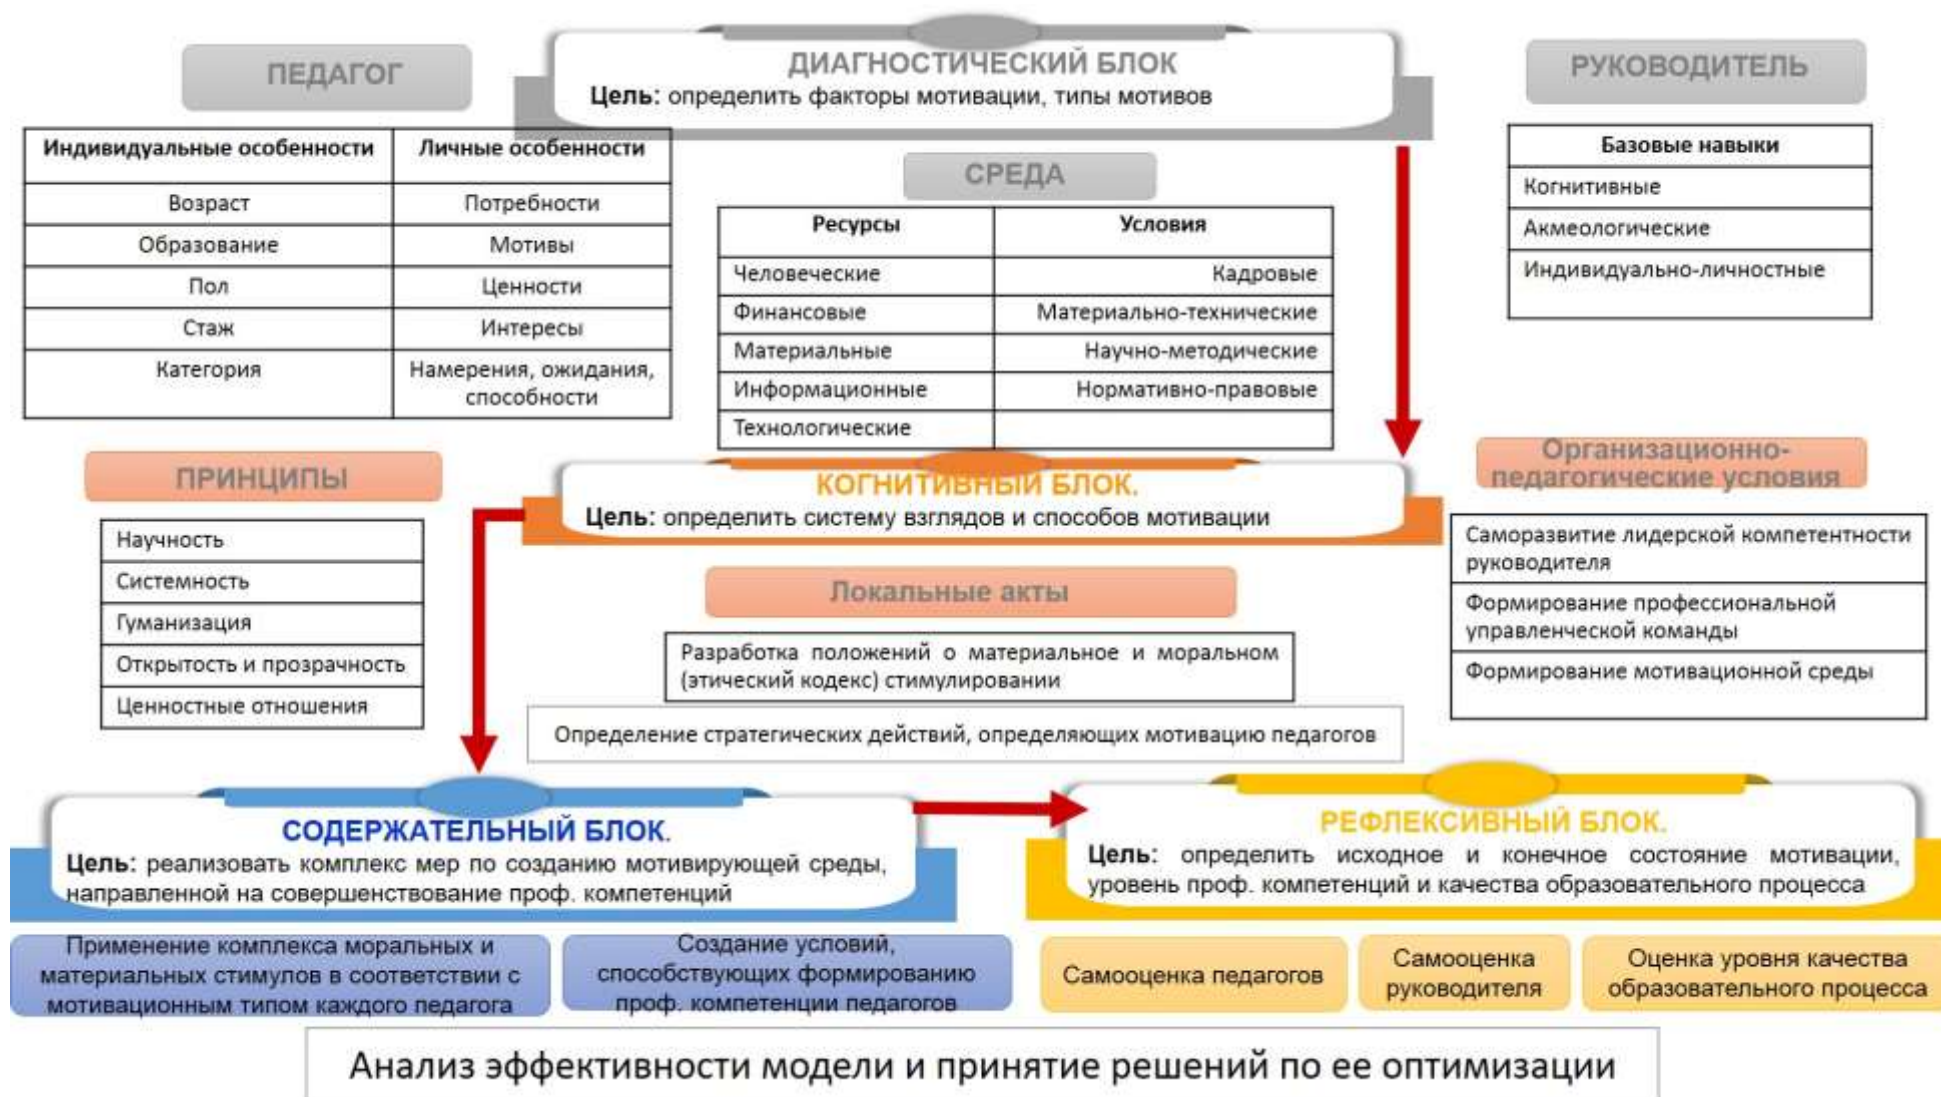 ПЕДАГОГ
Индивидуальные особенности
Личные особенности
Возраст
Потребности
Образование
Мотивы
Пол
Ценности
Стаж
Интересы
Категория
Намерения, ожидания,
способности
ДИАГНОСТИЧЕСКИЙ БЛОК
Цель: определить факторы мотивации, типы мотивов
СРЕДА
Ресурсы
Условия
Человеческие
Кадровые
Финансовые
Материально-технические
Материальные
Научно-методические
Информационные
Нормативно-правовые
Технологические
РУКОВОДИТЕЛЬ
Базовые навыки
Когнитивные
Акмеологические
Индивидуально-личностные
ПРИНЦИПЫ
Научность
Системность
Гуманизация
Открытость и прозрачность
Ценностные отношения
КОГНИТИВНЫЙ БЛОК.
Цель: определить систему взглядов и способов мотивации
Локальные акты
Разработка положений о материальное и моральном
(этический кодекс) стимулировании
Определение стратегических действий, определяющих мотивацию педагогов
Организационно-
педагогические условия
Саморазвитие лидерской компетентности
руководителя
Формирование профессиональной
управленческой команды
Формирование мотивационной среды
СОДЕРЖАТЕЛЬНЫЙ БЛОК.
Цель: реализовать комплекс мер по созданию мотивирующей среды,
направленной на совершенствование проф. компетенций
Применение комплекса моральных и
материальных стимулов в соответствии с
мотивационным типом каждого педагога
Создание условий,
способствующих формированию
проф. компетенции педагогов
РЕФЛЕКСИВНЫЙ БЛОК.
Цель: определить исходное и конечное состояние мотивации,
уровень проф. компетенций и качества образовательного процесса
Самооценка педагогов
Самооценка
руководителя
Оценка уровня качества
образовательного процесса
Анализ эффективности модели и принятие решений по ее оптимизации